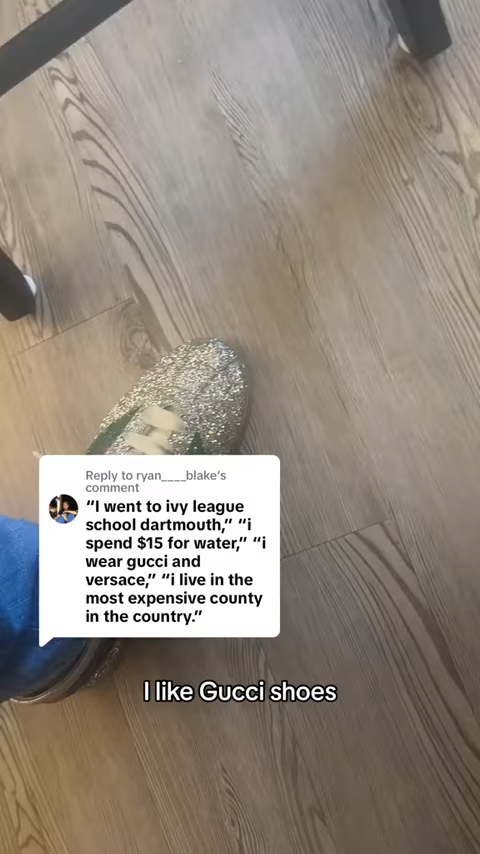 Reply to ryan____blake's
comment
“I went to ivy league
school dartmouth,” “i
spend $15 for water,” “i
wear gucci and
versace,” “i live in the
most expensive county
in the country.”
I like Gucci shoes